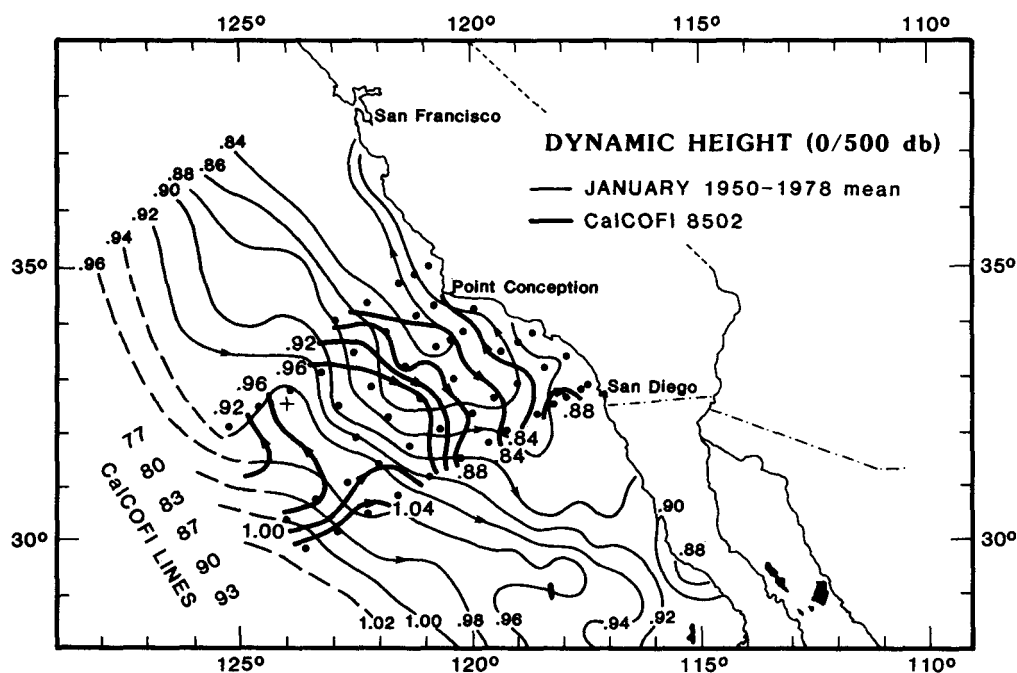 125° 120° 115° 110°
San Francisco
DYNAMIC HEIGHT (0/500 db)
JANUARY 1950-1978 mean
CalCOFI 8502
.84
.86
.88
.90
.92
.94
.96
35° 35°
Point Conception
.92
.96
.96
.92
San Diego
.88
.84
.84
.88
77
80
83
87
90
93
CalCOFI LINES
1.00
1.04
.90
.88
30° 30°
1.02 1.00 .98 .96 .94 .92
125° 120° 115° 110°